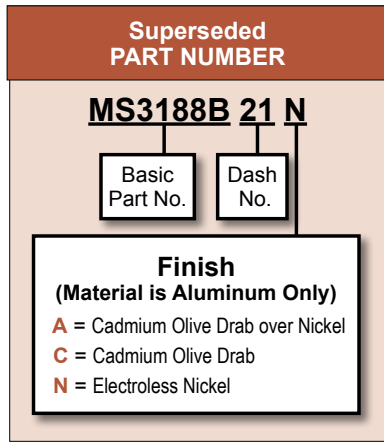 Superseded
PART NUMBER
MS3188B 21 N
Basic
Part No.
Dash
No.
Finish
(Material is Aluminum Only)
A = Cadmium Olive Drab over Nickel
C = Cadmium Olive Drab
N = Electroless Nickel